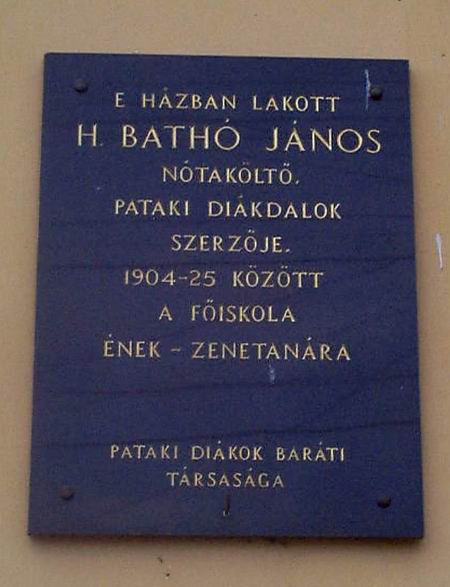 E HÁZBAN LAKOTT
H. BATHÓ JÁNOS
NÓTAKÖLTŐ,
PATAKI DIÁKDALOK
SZERZŐJE.
1904-25 KÖZÖTT
A FŐISKOLA
ÉNEK - ZENETANÁRA
PATAKI DIÁKOK BARÁTI
TÁRSASÁGA